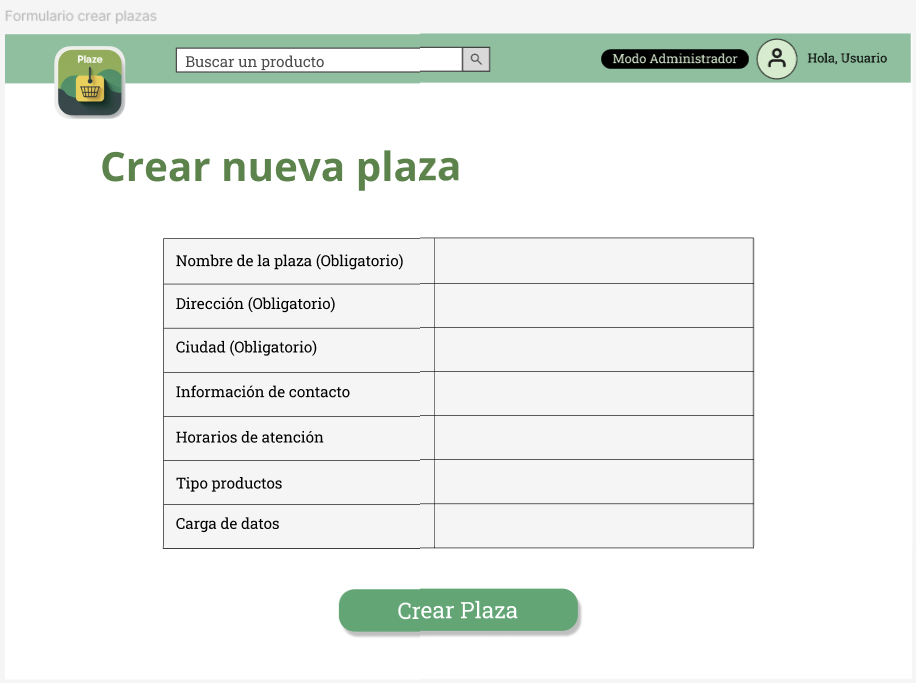 Formulario crear plazas
Plaze
Buscar un producto
Modo Administrador
Hola, Usuario
Crear nueva plaza
Nombre de la plaza (Obligatorio)
Dirección (Obligatorio)
Ciudad (Obligatorio)
Información de contacto
Horarios de atención
Tipo productos
Carga de datos
Crear Plaza